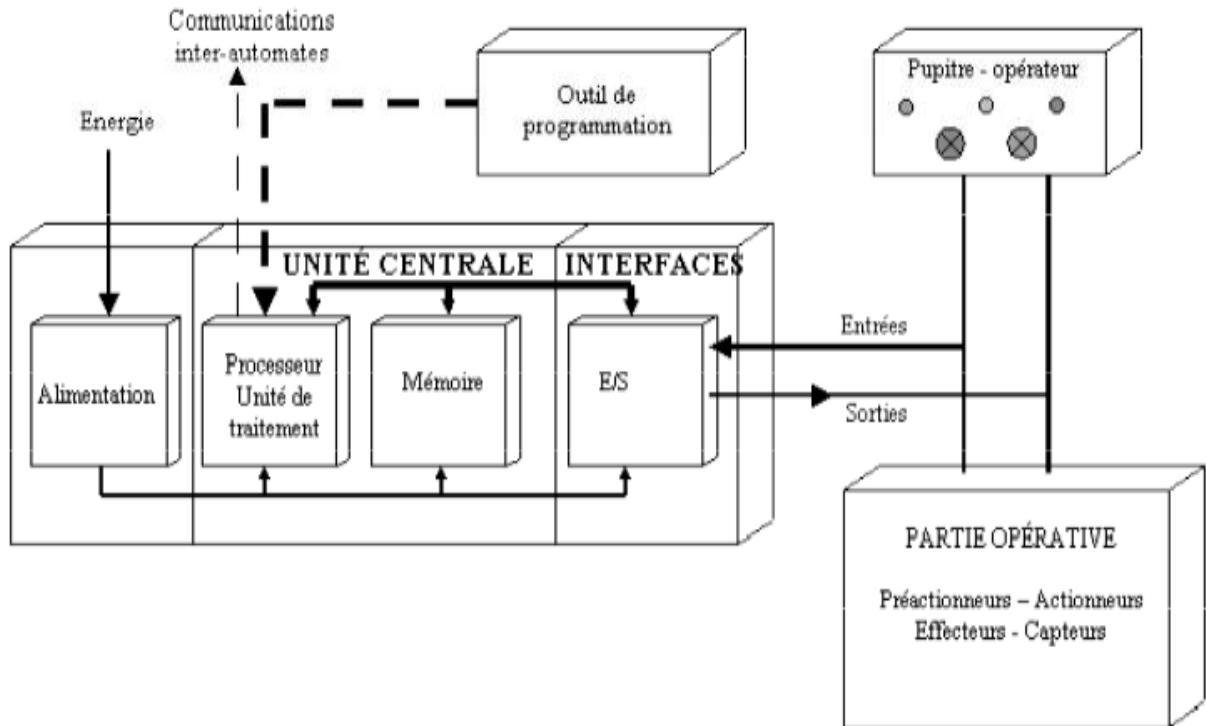 Communications
inter-automates
Outil de
programmation
Pupitre - opérateur
Energie
UNITÉ CENTRALE
INTERFACES
Alimentation
Processeur
Unité de
traitement
Mémoire
E/S
Entrées
Sorties
PARTIE OPÉRATIVE
Préactionneurs – Actionneurs
Effecteurs - Capteurs